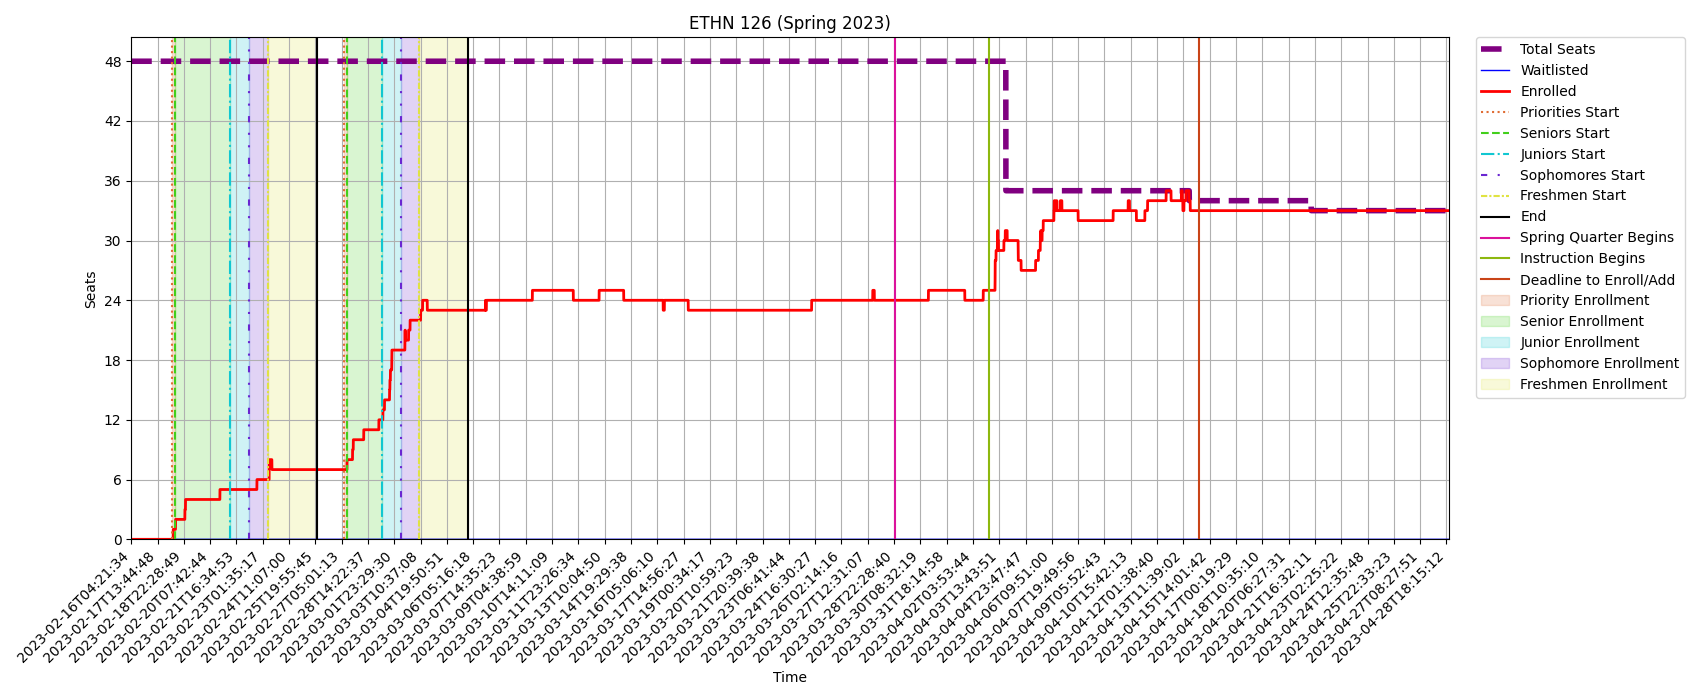 ETHN 126 (Spring 2023)
Seats
48
42
36
30
24
18
12
6
0
2023-02-16T04:21:34
2023-02-17T13:44:48
2023-02-18T22:28:49
2023-02-20T07:42:44
2023-02-21T16:34:53
2023-02-23T01:35:17
2023-02-24T11:07:00
2023-02-25T19:55:45
2023-02-27T05:01:13
2023-02-28T14:22:37
2023-03-01T23:29:30
2023-03-03T10:37:08
2023-03-04T19:50:51
2023-03-06T05:16:18
2023-03-07T14:35:23
2023-03-09T04:38:59
2023-03-10T14:11:09
2023-03-11T23:26:34
2023-03-13T10:04:50
2023-03-14T19:29:38
2023-03-16T05:06:10
2023-03-17T14:56:27
2023-03-19T00:34:17
2023-03-20T10:59:23
2023-03-21T20:39:38
2023-03-23T06:41:44
2023-03-24T16:30:27
2023-03-26T02:14:16
2023-03-27T12:31:07
2023-03-28T22:28:40
2023-03-30T08:32:19
2023-03-31T18:14:58
2023-04-02T03:53:44
2023-04-03T13:43:51
2023-04-04T23:47:47
2023-04-06T09:51:00
2023-04-07T19:49:56
2023-04-09T05:52:43
2023-04-10T15:42:13
2023-04-12T01:38:40
2023-04-13T11:39:02
2023-04-15T14:01:42
2023-04-17T00:19:29
2023-04-18T10:35:10
2023-04-20T06:27:31
2023-04-21T16:32:11
2023-04-23T02:25:22
2023-04-24T12:35:48
2023-04-25T22:33:23
2023-04-27T08:27:51
2023-04-28T18:15:12
Time
Total Seats
Waitlisted
Enrolled
Priorities Start
Seniors Start
Juniors Start
Sophomores Start
Freshmen Start
End
Spring Quarter Begins
Instruction Begins
Deadline to Enroll/Add
Priority Enrollment
Senior Enrollment
Junior Enrollment
Sophomore Enrollment
Freshmen Enrollment